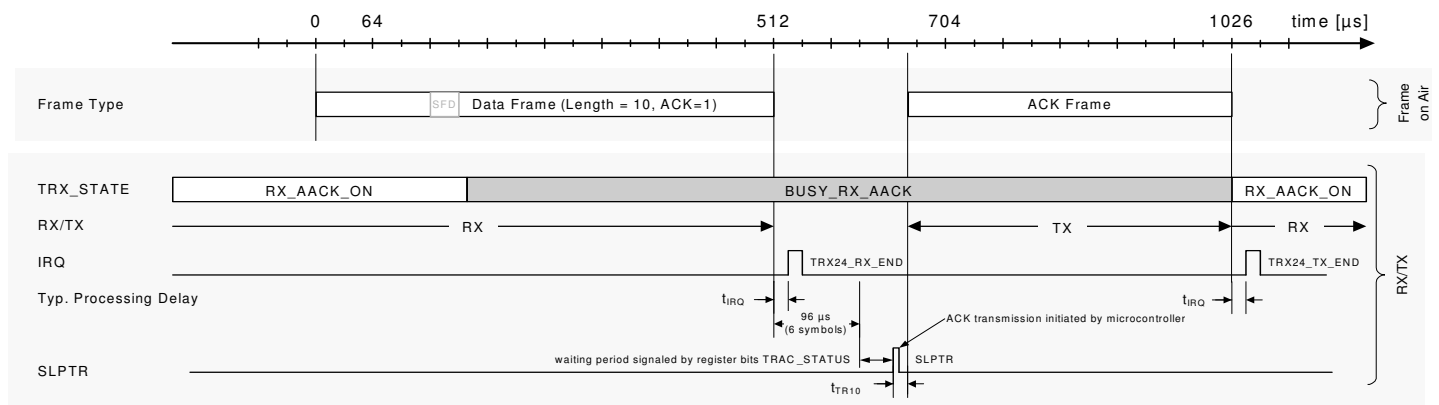 0 64 512 704 1026 time [µs]
Frame Type SFD Data Frame (Length = 10, ACK=1) ACK Frame Frame
on Air
TRX_STATE RX_AACK_ON BUSY_RX_AACK RX_AACK_ON
RX/TX RX TX RX
IRQ TRX24_RX_END TRX24_TX_END
RX/TX
Typ. Processing Delay tIRQ tIRQ
96 µs
(6 symbols)
ACK transmission initiated by microcontroller
waiting period signaled by register bits TRAC_STATUS SLPTR
SLPTR
tTR10